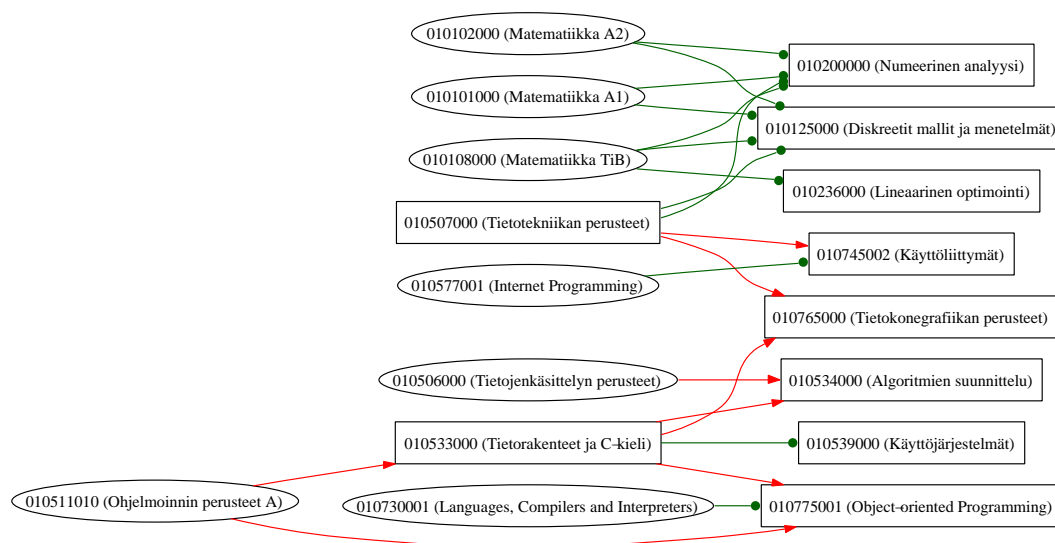 010102000 (Matematiikka A2)
010200000 (Numeerinen analyysi)
010101000 (Matematiikka A1)
010125000 (Diskreetit mallit ja menetelmät)
010108000 (Matematiikka TiB)
010236000 (Lineaarinen optimointi)
010507000 (Tietotekniikan perusteet)
010745002 (Käyttöliittymät)
010577001 (Internet Programming)
010765000 (Tietokonegrafiikan perusteet)
010506000 (Tietojenkäsittelyn perusteet)
010534000 (Algoritmien suunnittelu)
010533000 (Tietorakenteet ja C-kieli)
010539000 (Käyttöjärjestelmät)
010511010 (Ohjelmoinnin perusteet A)
010730001 (Languages, Compilers and Interpreters)
010775001 (Object-oriented Programming)